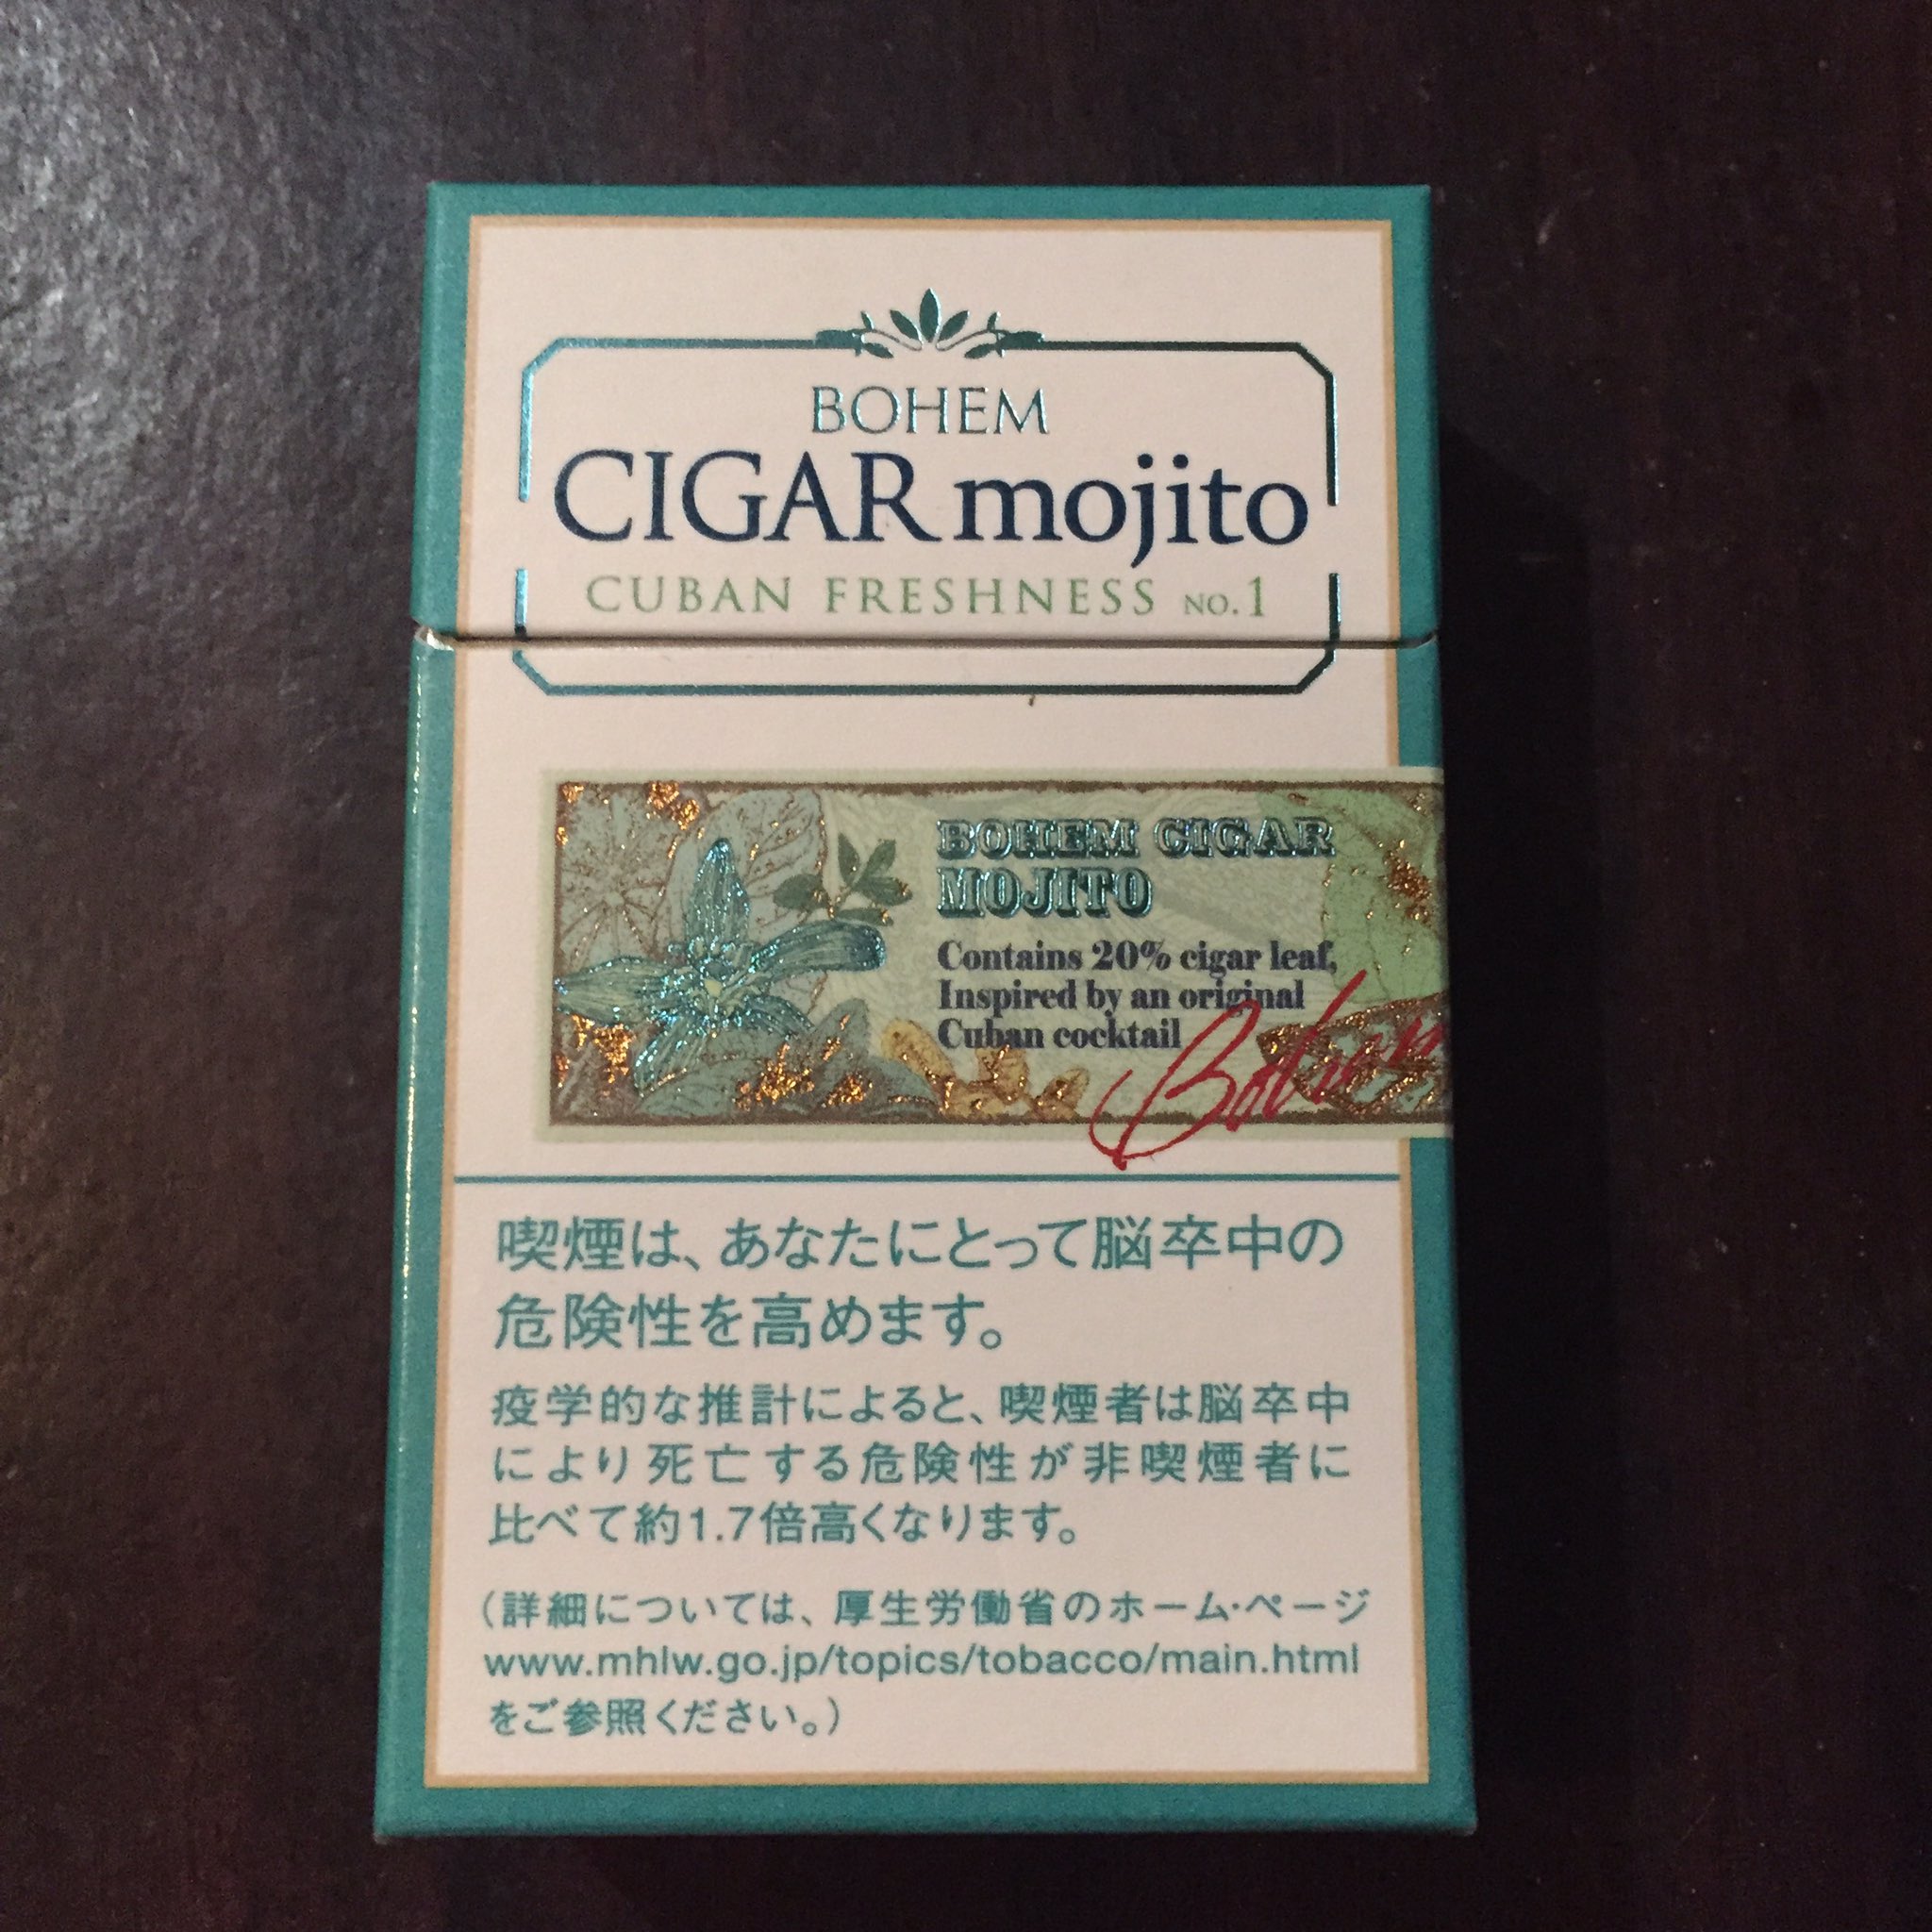 BOHEM
CIGAR mojito
CUBAN FRESHNESS NO.1
BOHEM CIGAR
MOJITO
Contains 20% cigar leaf,
Inspired by an original
Cuban cocktail
Bohem
喫煙は、あなたにとって脳卒中の
危険性を高めます。
疫学的な推計によると、喫煙者は脳卒中
により死亡する危険性が非喫煙者に
比べて約1.7倍高くなります。
(詳細については、厚生労働省のホーム・ページ
www.mhlw.go.jp/topics/tobacco/main.html
をご参照ください。)